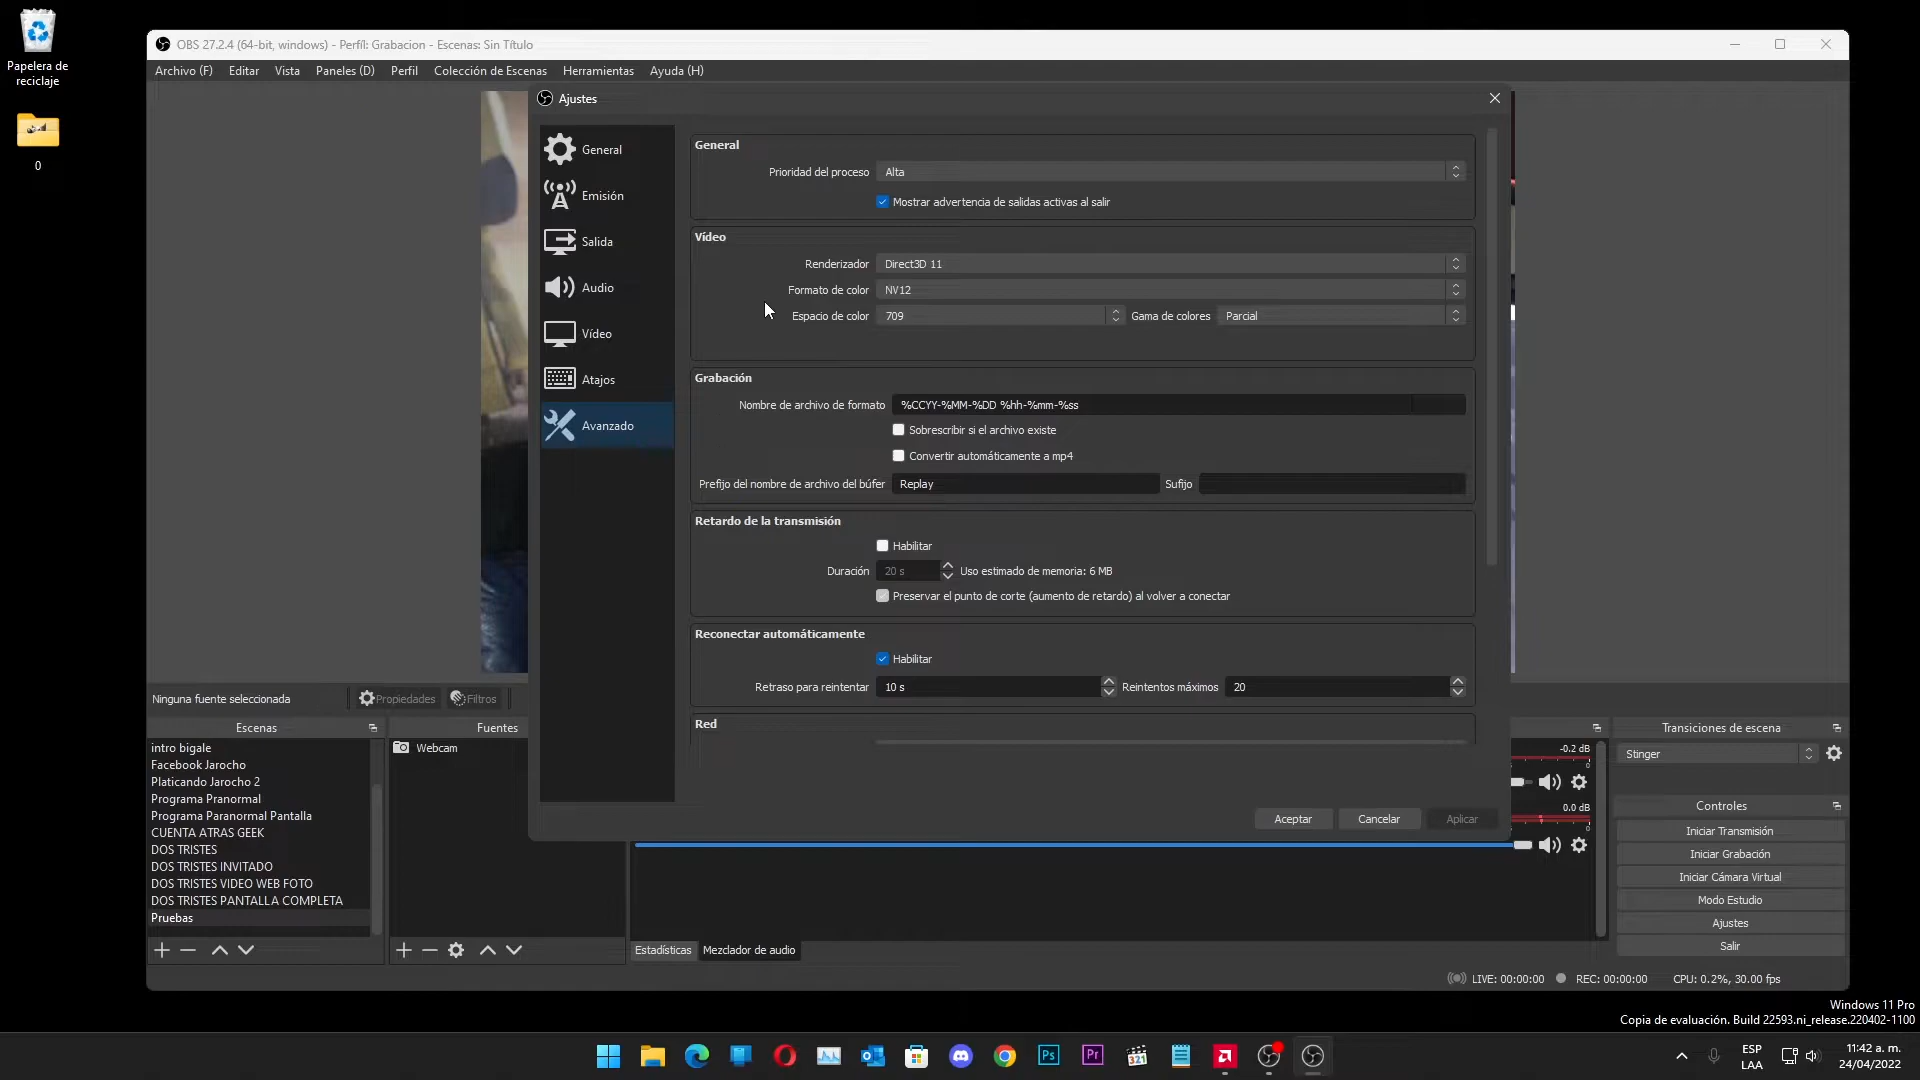 Papelera de
reciclaje
0
OBS 27.2.4 (64-bit, windows) - Perfíl: Grabacion - Escenas: Sin Título
Archivo (F)
Editar
Vista
Paneles (D)
Perfil
Colección de Escenas
Herramientas
Ayuda (H)
Ajustes
General
Emisión
Salida
Audio
Vídeo
Atajos
Avanzado
General
Prioridad del proceso
Alta
Mostrar advertencia de salidas activas al salir
Vídeo
Renderizador
Direct3D 11
Formato de color
NV12
Espacio de color
709
Gama de colores
Parcial
Grabación
Nombre de archivo de formato
%CCYY-%MM-%DD %hh-%mm-%ss
Sobrescribir si el archivo existe
Convertir automáticamente a mp4
Prefijo del nombre de archivo del búfer
Replay
Sufijo
Retardo de la transmisión
Habilitar
Duración
20 s
Uso estimado de memoria: 6 MB
Preservar el punto de corte (aumento de retardo) al volver a conectar
Reconectar automáticamente
Habilitar
Retraso para reintentar
10 s
Reintentos máximos
20
Red
Aceptar
Cancelar
Aplicar
Ninguna fuente seleccionada
Propiedades
Filtros
Escenas
intro bigale
Facebook Jarocho
Platicando Jarocho 2
Programa Pranormal
Programa Paranormal Pantalla
CUENTA ATRAS GEEK
DOS TRISTES
DOS TRISTES INVITADO
DOS TRISTES VIDEO WEB FOTO
DOS TRISTES PANTALLA COMPLETA
Pruebas
Fuentes
Webcam
-0.2 dB
0
0.0 dB
0
Estadísticas
Mezclador de audio
Transiciones de escena
Stinger
Controles
Iniciar Transmisión
Iniciar Grabación
Iniciar Cámara Virtual
Modo Estudio
Ajustes
Salir
LIVE: 00:00:00
REC: 00:00:00
CPU: 0.2%, 30.00 fps
Windows 11 Pro
Copia de evaluación. Build 22593.ni_release.220402-1100
Ps
Pr
321
ESP
LAA
11:42 a. m.
24/04/2022